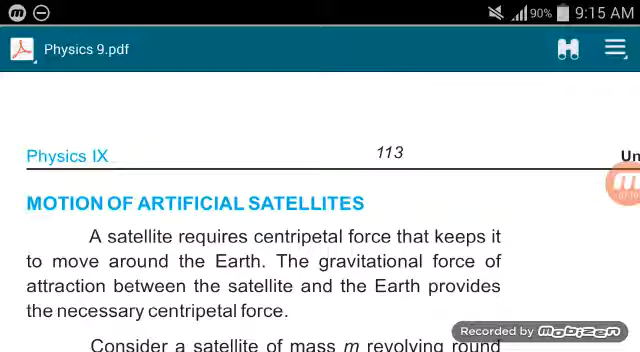 90% 9:15 AM
Physics 9.pdf
Physics IX 113 Un
MOTION OF ARTIFICIAL SATELLITES
A satellite requires centripetal force that keeps it
to move around the Earth. The gravitational force of
attraction between the satellite and the Earth provides
the necessary centripetal force.
Recorded by mobizen
Consider a satellite of mass m revolving round